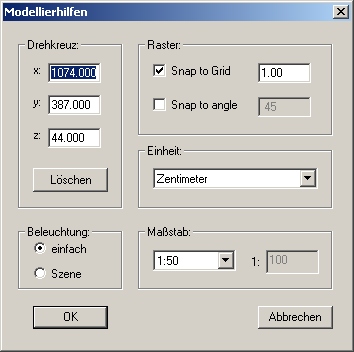 Modellierhilfen
Drehkreuz:
x: 1074.000
y: 387.000
z: 44.000
Löschen
Raster:
Snap to Grid 1.00
Snap to angle 45
Einheit:
Zentimeter
Beleuchtung:
einfach
Szene
Maßstab:
1:50 1: 100
OK
Abbrechen